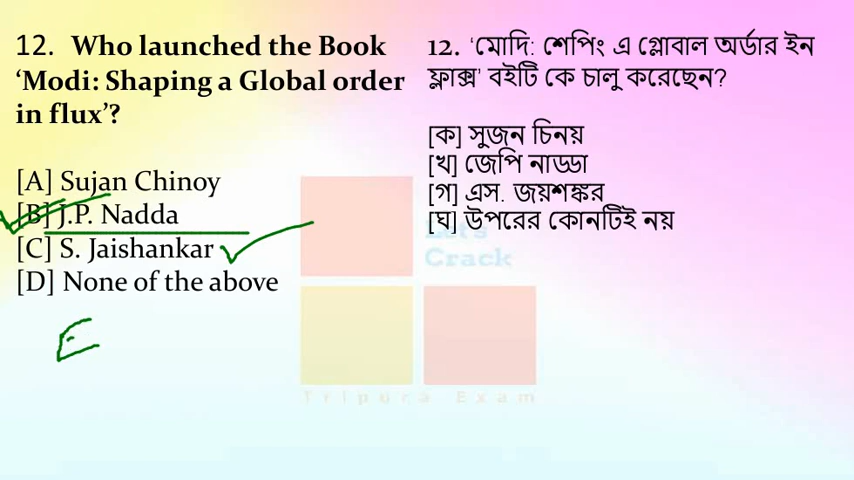 12. Who launched the Book
‘Modi: Shaping a Global order
in flux’?
[A] Sujan Chinoy
[B] J.P. Nadda
[C] S. Jaishankar
[D] None of the above
E
12. ‘মোদি: শেপিং এ গ্লোবাল অর্ডার ইন
ফ্লাক্স’ বইটি কে চালু করেছেন?
[ক] সুজন চিনয়
[খ] জেপি নাড্ডা
[গ] এস. জয়শঙ্কর
[ঘ] উপরের কোনটিই নয়
Let's
Crack
Tripura Exam